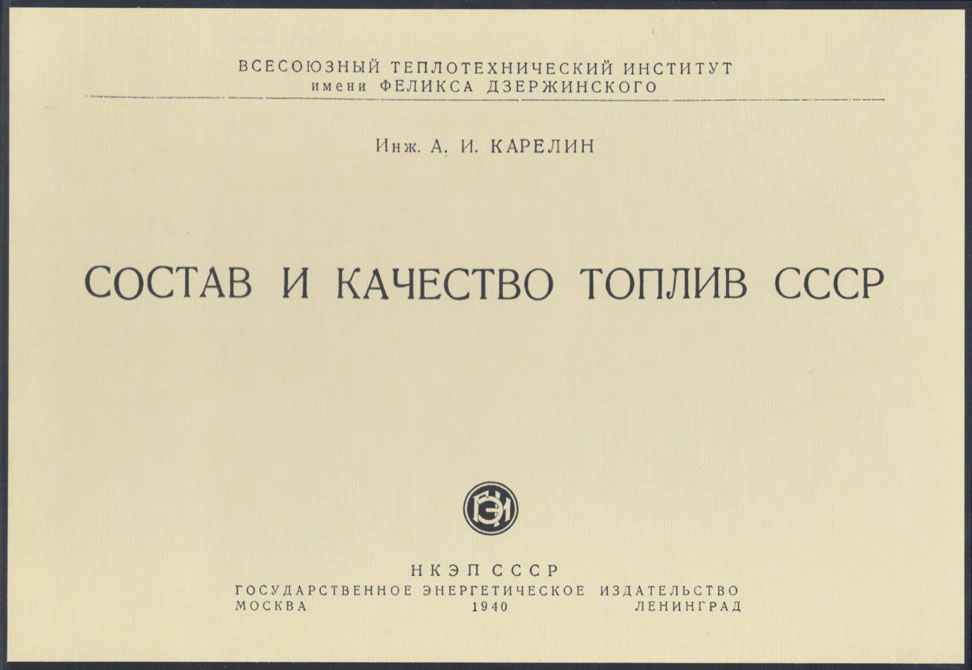 ВСЕСОЮЗНЫЙ ТЕПЛОТЕХНИЧЕСКИЙ ИНСТИТУТ
имени ФЕЛИКСА ДЗЕРЖИНСКОГО
Инж. А. И. КАРЕЛИН
СОСТАВ И КАЧЕСТВО ТОПЛИВ СССР
ГЭИ
НКЭП СССР
ГОСУДАРСТВЕННОЕ ЭНЕРГЕТИЧЕСКОЕ ИЗДАТЕЛЬСТВО
МОСКВА 1940 ЛЕНИНГРАД